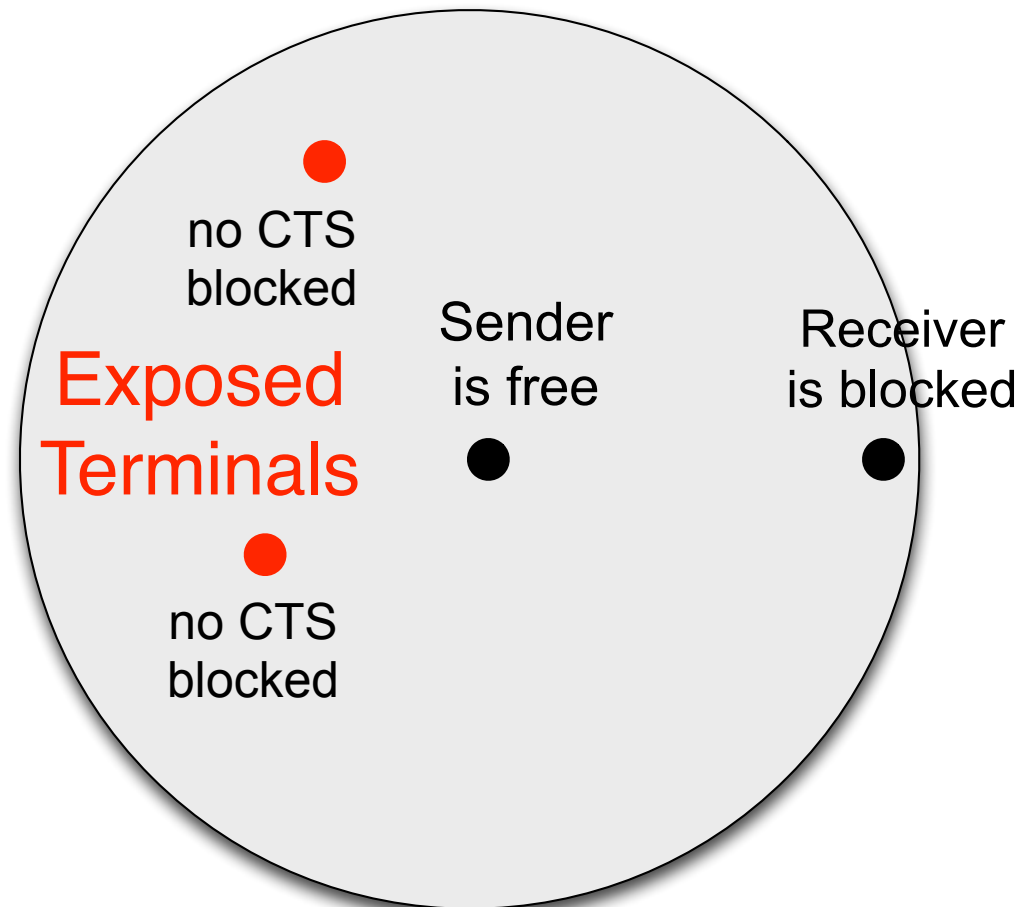 no CTS
blocked
Exposed
Terminals
no CTS
blocked
Sender
is free
Receiver
is blocked